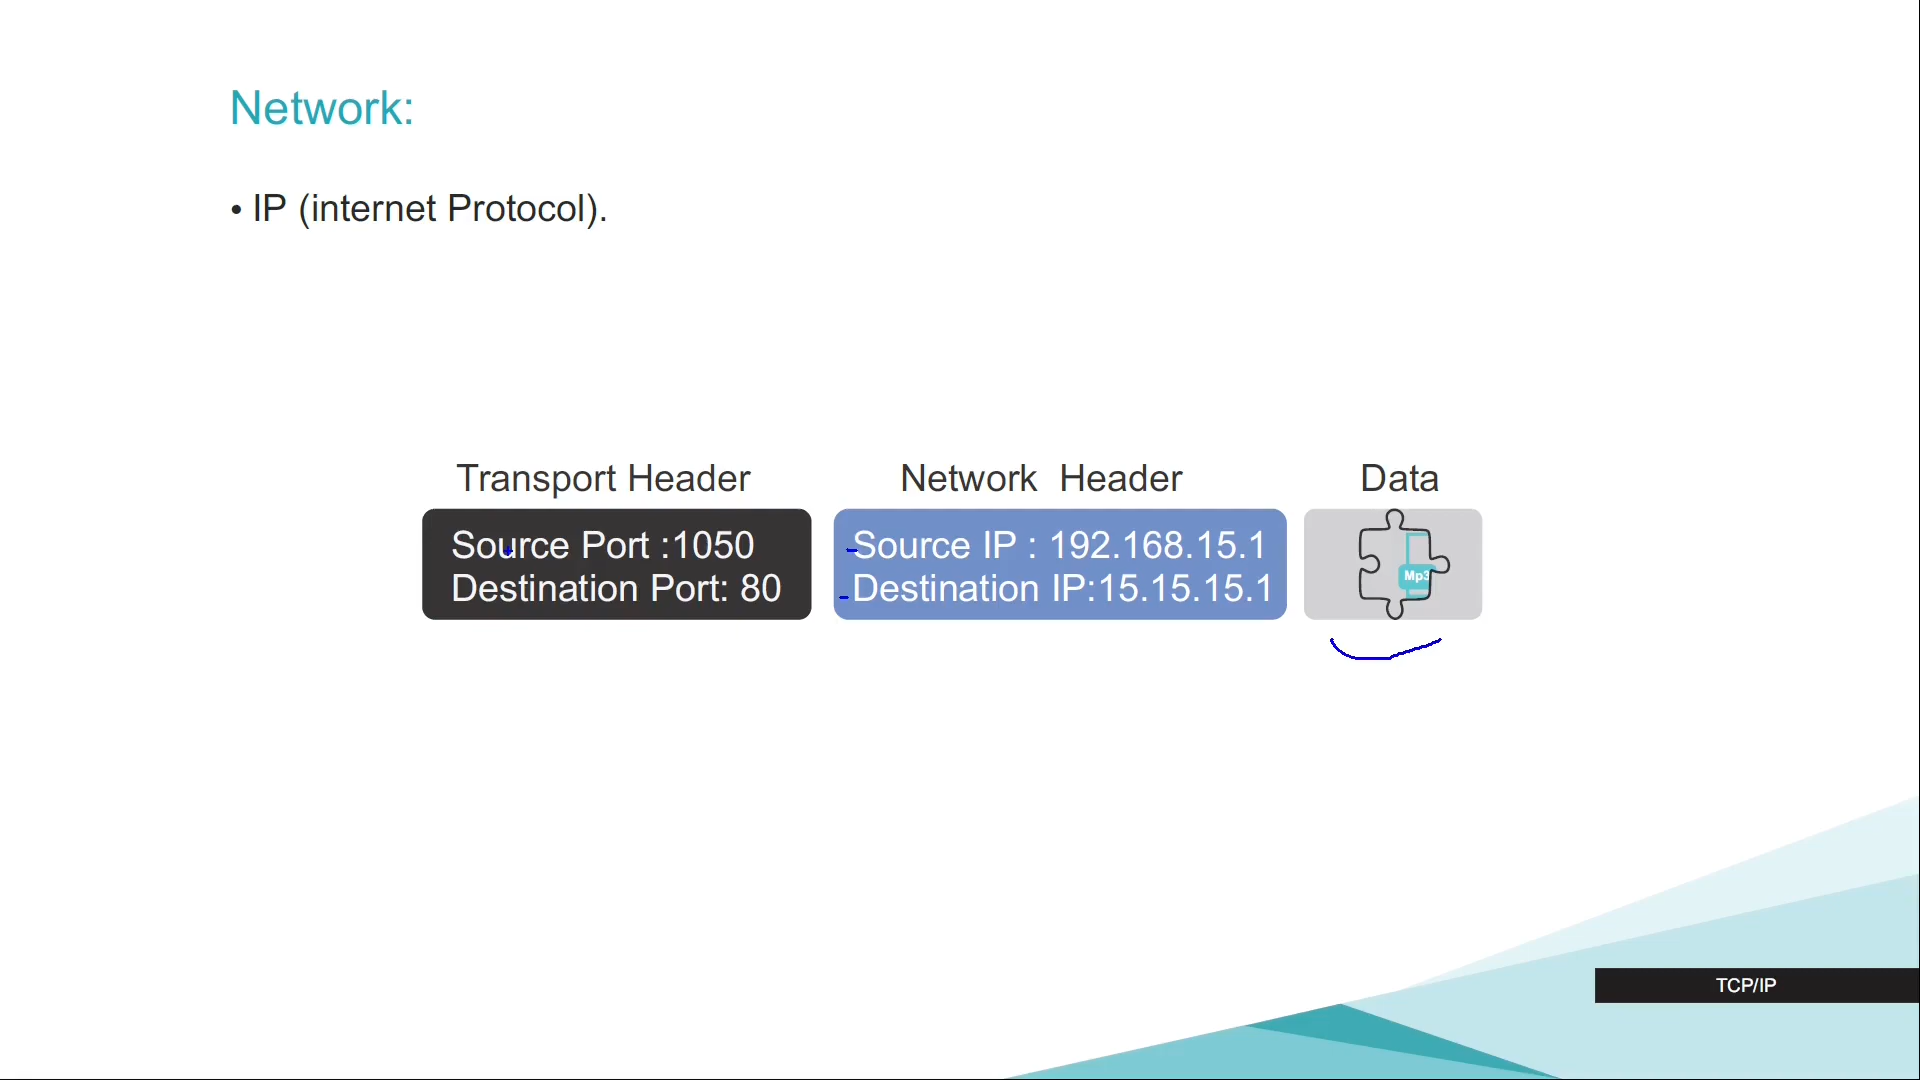 Network:
• IP (internet Protocol).
Transport Header
Network Header
Data
Source Port :1050
Destination Port: 80
Source IP : 192.168.15.1
Destination IP:15.15.15.1
Mp3
TCP/IP